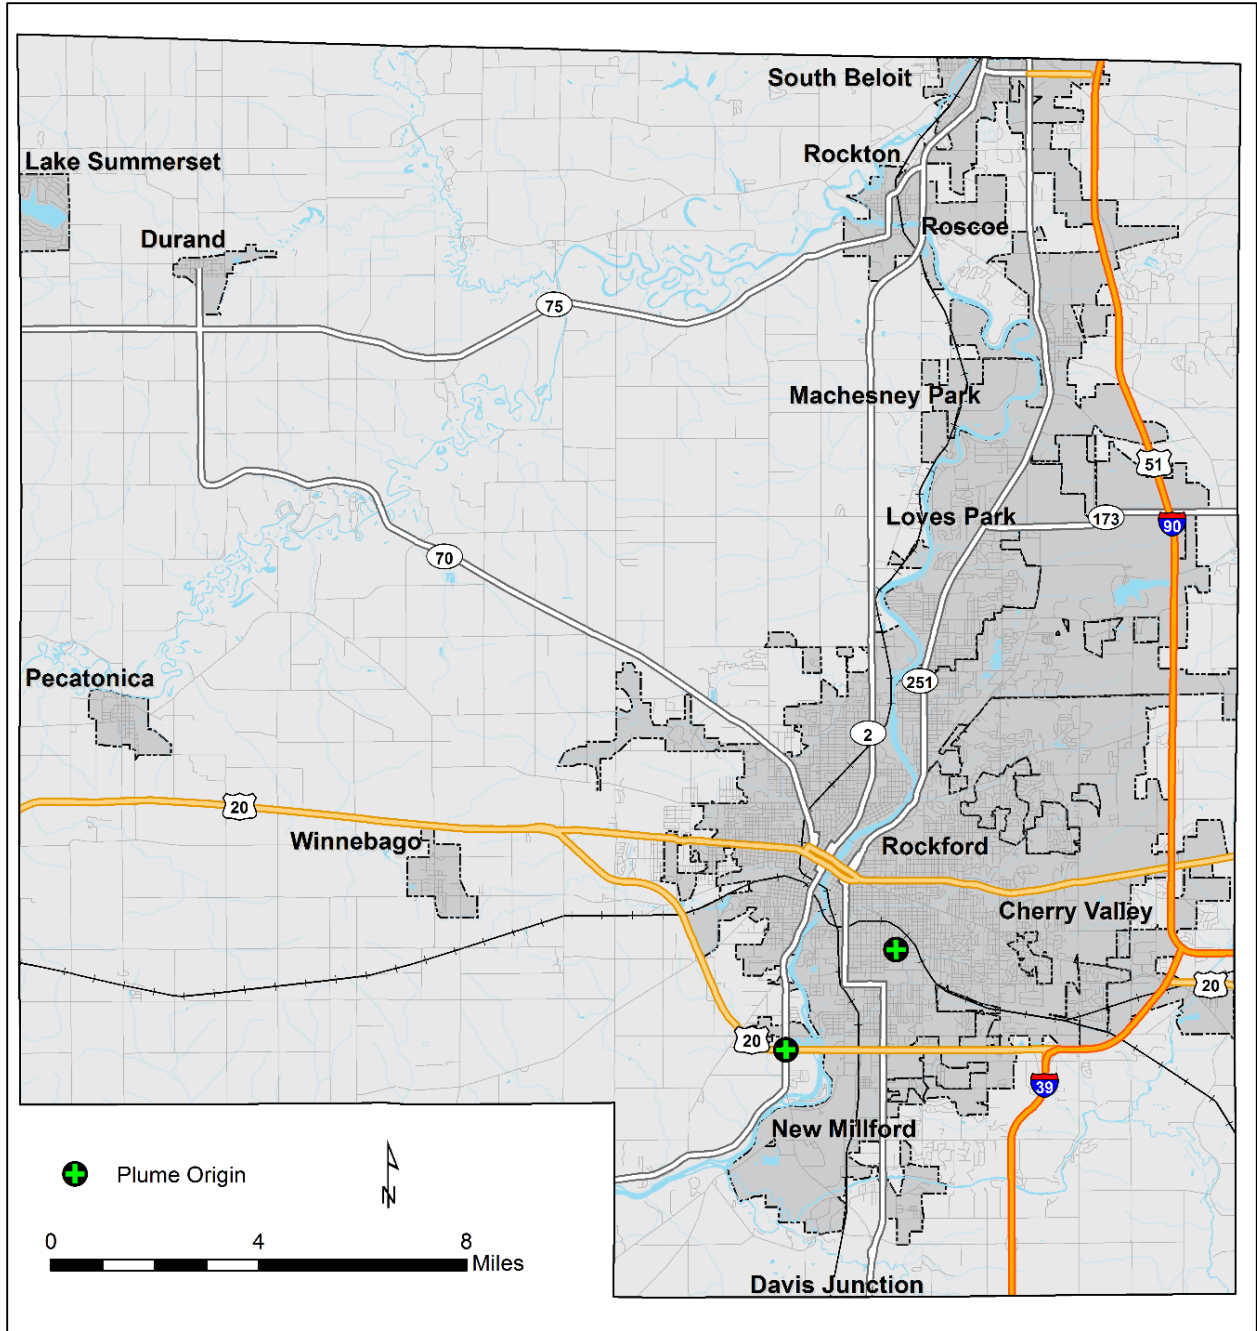 South Beloit
Rockton
Lake Summerset
Roscoe
Durand
75
Machesney Park
51
Loves Park
173
90
70
Pecatonica
251
2
20
Winnebago
Rockford
Cherry Valley
20
20
39
New Millford
Plume Origin
N
0 4 8
Miles
Davis Junction